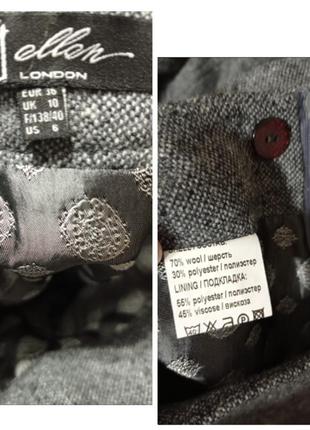 ellen
LONDON
EUR 36
UK 10
F/I 38/40
US 6
70% wool / шерсть
30% polyester / полиэстер
LINING / ПОДКЛАДКА:
55% polyester / полиэстер
45% viscose / вискоза
40